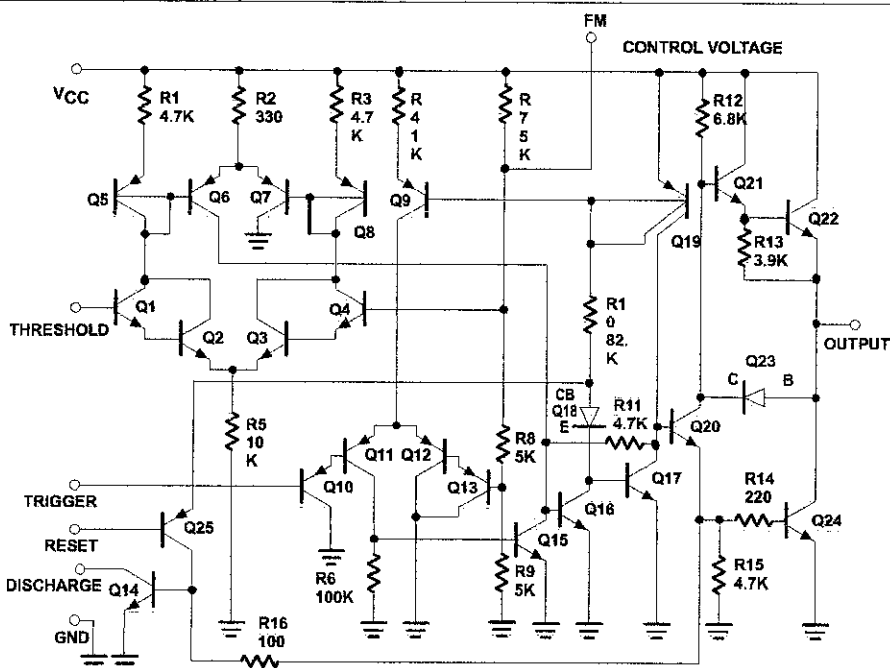 FM
CONTROL VOLTAGE
VCC
R1
4.7K
R2
330
R3
4.7
K
R
4
1
K
R
7
5
K
R12
6.8K
Q5
Q6
Q7
Q8
Q9
Q19
Q21
Q22
R13
3.9K
THRESHOLD
Q1
Q2
Q3
Q4
R1
0
82.
K
OUTPUT
Q23
C
B
CB
Q18
E
R11
4.7K
Q20
R5
10
K
Q11
Q12
R8
5K
Q10
Q13
Q17
Q16
R14
220
Q24
TRIGGER
RESET
Q25
Q15
DISCHARGE
Q14
R6
100K
R9
5K
R15
4.7K
GND
R16
100